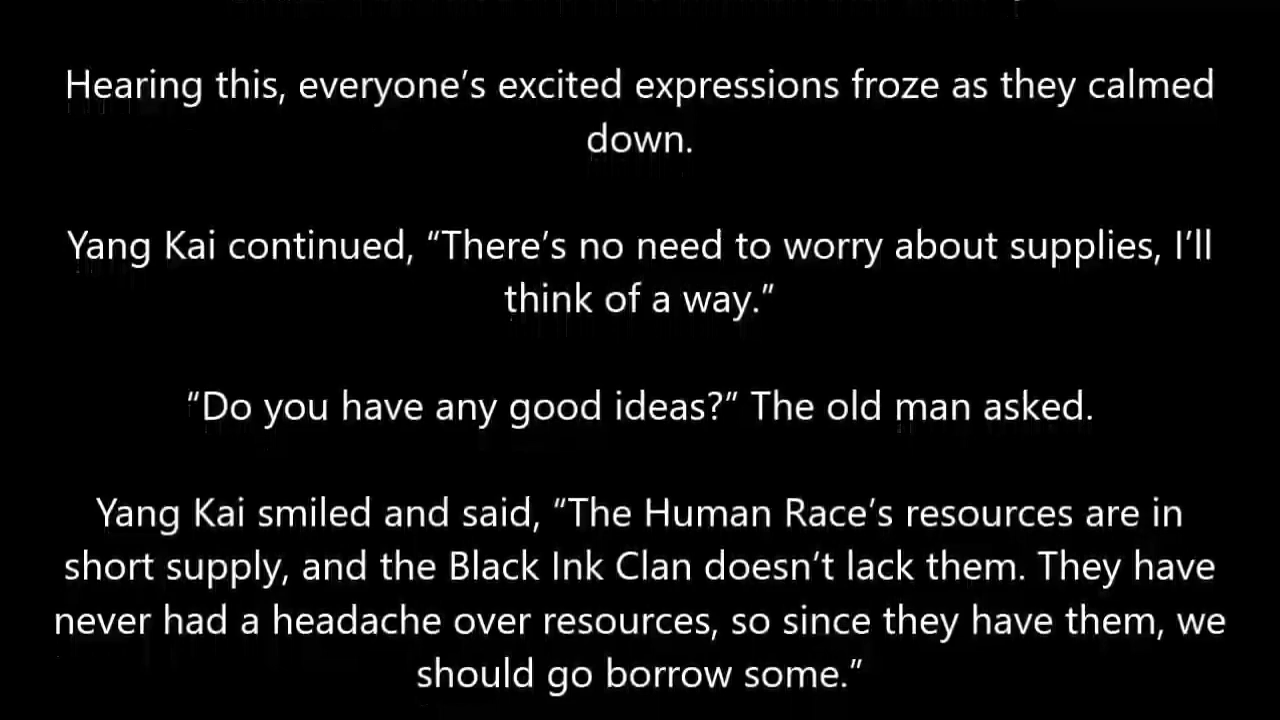 Hearing this, everyone’s excited expressions froze as they calmed
down.
Yang Kai continued, “There’s no need to worry about supplies, I’ll
think of a way.”
“Do you have any good ideas?” The old man asked.
Yang Kai smiled and said, “The Human Race’s resources are in
short supply, and the Black Ink Clan doesn’t lack them. They have
never had a headache over resources, so since they have them, we
should go borrow some.”